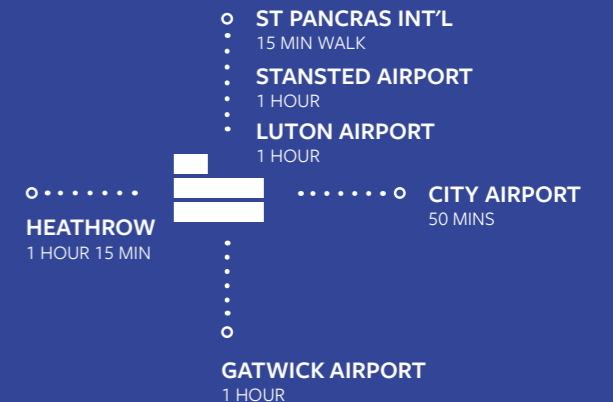 ST PANCRAS INT'L
15 MIN WALK
STANSTED AIRPORT
1 HOUR
LUTON AIRPORT
1 HOUR
HEATHROW
1 HOUR 15 MIN
CITY AIRPORT
50 MINS
GATWICK AIRPORT
1 HOUR